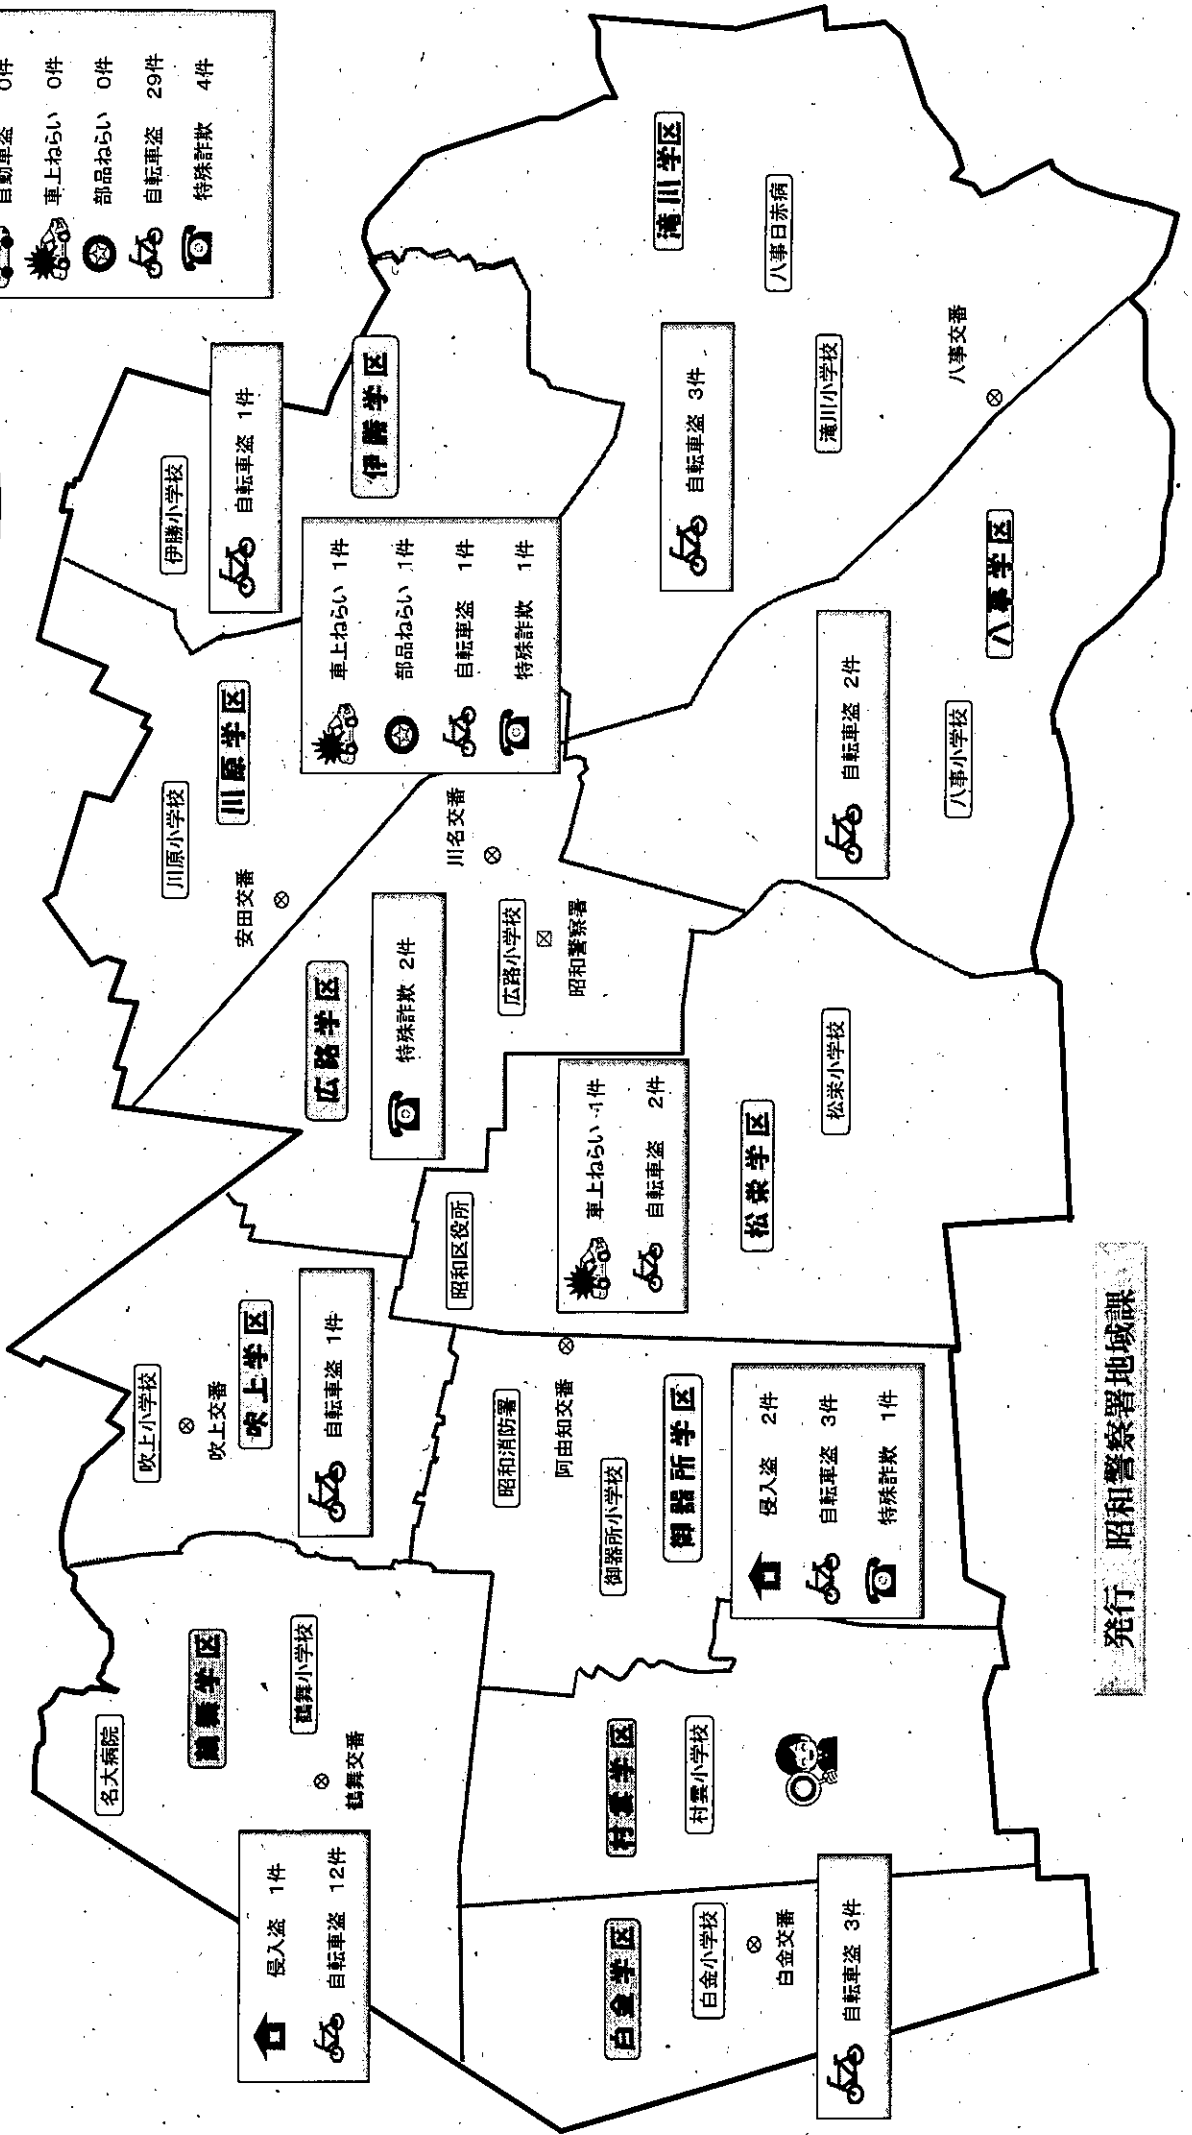 自動車盗 0件
車上ねらい 0件
部品ねらい 0件
自転車盗 29件
特殊詐欺 4件
名大病院
鶴舞学区
鶴舞小学校
鶴舞交番
侵入盗 1件
自転車盗 12件
吹上小学校
吹上交番
吹上学区
自転車盗 1件
川原小学校
川原学区
安田交番
伊勝小学校
自転車盗 1件
伊勝学区
車上ねらい 1件
部品ねらい 1件
自転車盗 1件
特殊詐欺 1件
広路学区
特殊詐欺 2件
川名交番
広路小学校
昭和警察署
滝川学区
八事日赤病
自転車盗 3件
滝川小学校
八事交番
昭和区役所
車上ねらい 1件
自転車盗 2件
松栄学区
松栄小学校
昭和消防署
阿由知交番
御器所小学校
御器所学区
侵入盗 2件
自転車盗 3件
特殊詐欺 1件
村雲学区
村雲小学校
白金学区
白金小学校
白金交番
自転車盗 3件
自転車盗 2件
八事小学校
八事学区
発行 昭和警察署地域課